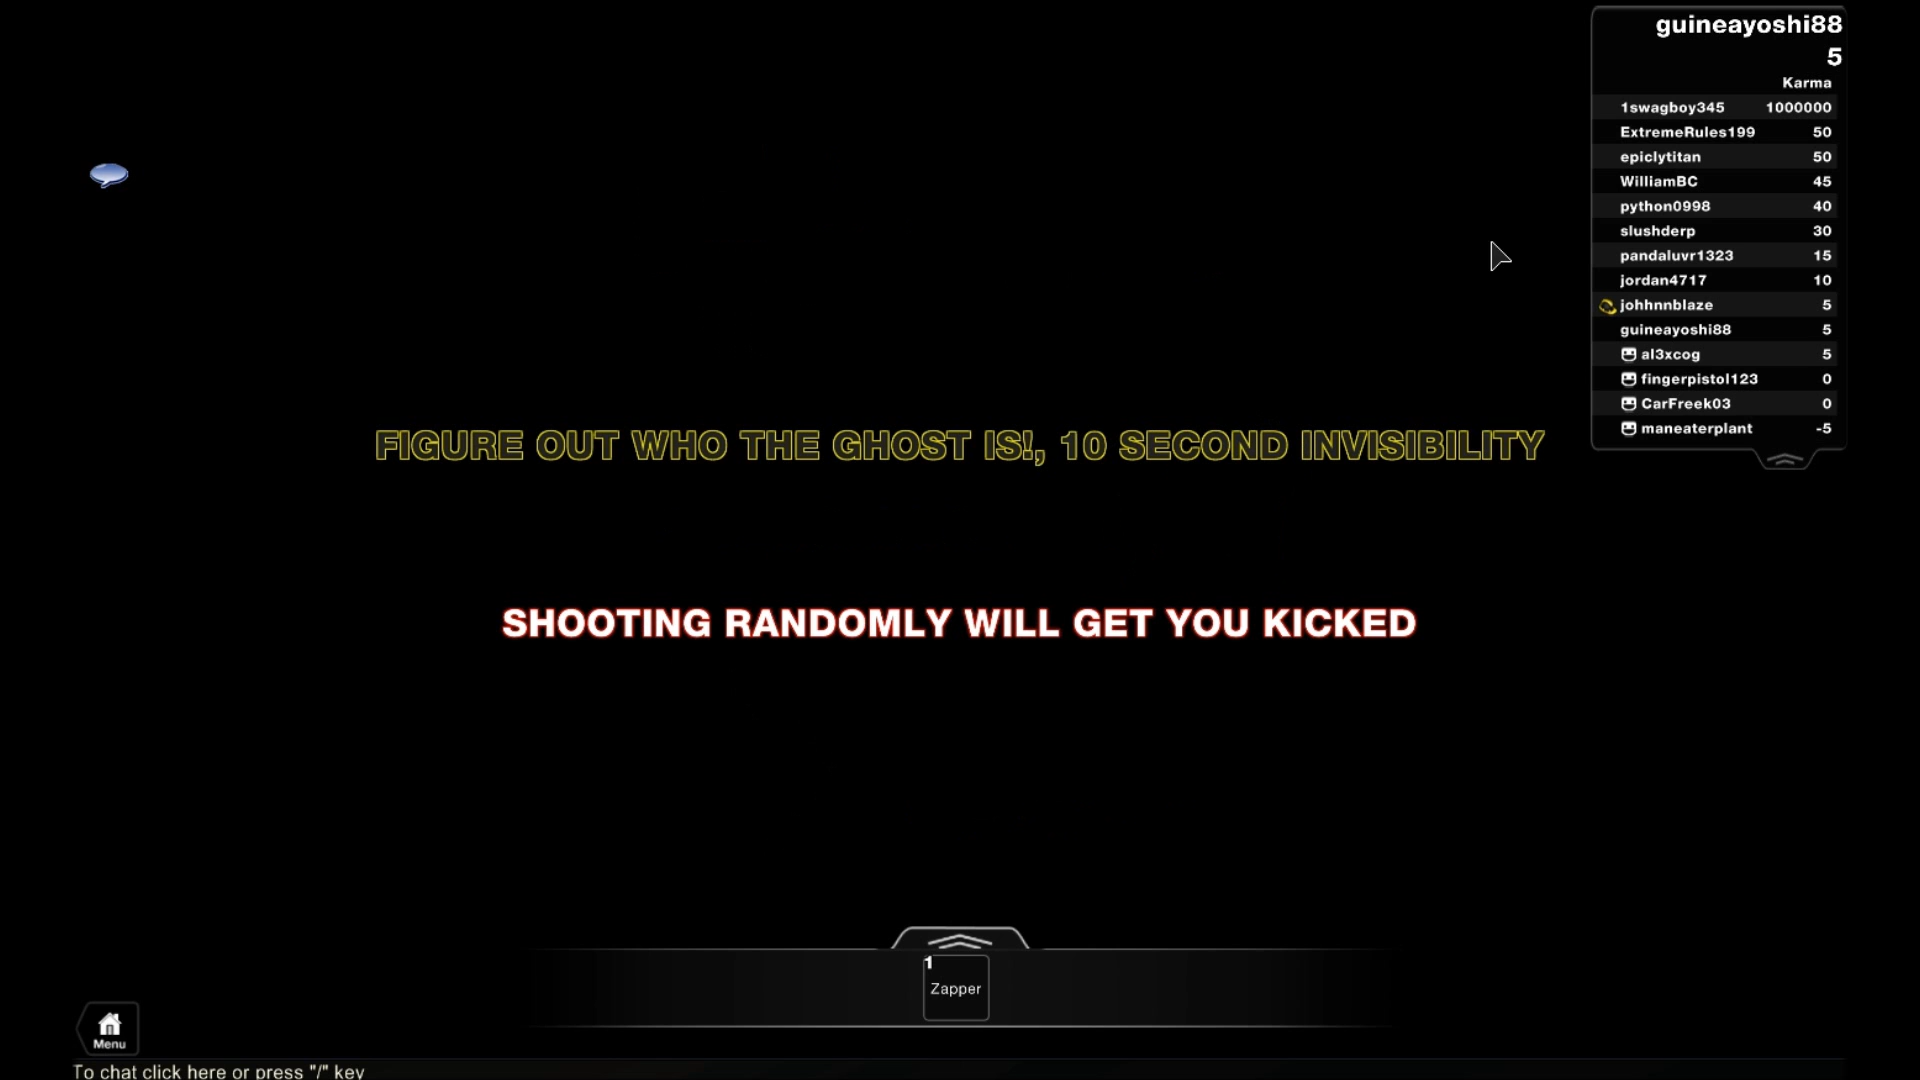 guineayoshi88
5
Karma
1swagboy345 1000000
ExtremeRules199 50
epiclytitan 50
WilliamBC 45
python0998 40
slushderp 30
pandaluvr1323 15
jordan4717 10
johhnnblaze 5
guineayoshi88 5
al3xcog 5
fingerpistol123 0
CarFreek03 0
maneaterplant -5
FIGURE OUT WHO THE GHOST IS!, 10 SECOND INVISIBILITY
SHOOTING RANDOMLY WILL GET YOU KICKED
1
Zapper
Menu
To chat click here or press "/" key